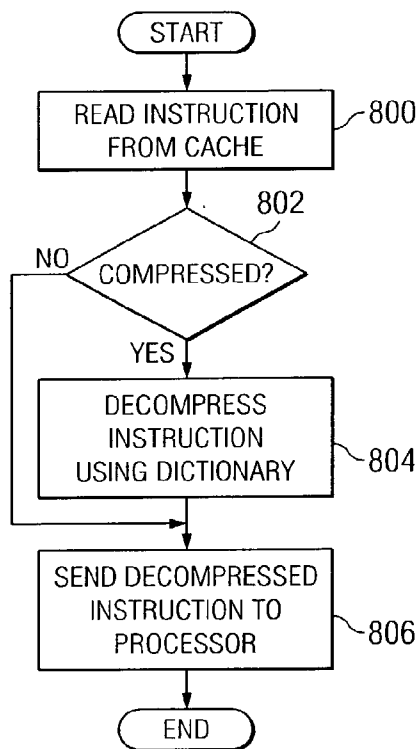 START
READ INSTRUCTION
FROM CACHE
800
802
COMPRESSED?
NO
YES
DECOMPRESS
INSTRUCTION
USING DICTIONARY
804
SEND DECOMPRESSED
INSTRUCTION TO
PROCESSOR
806
END